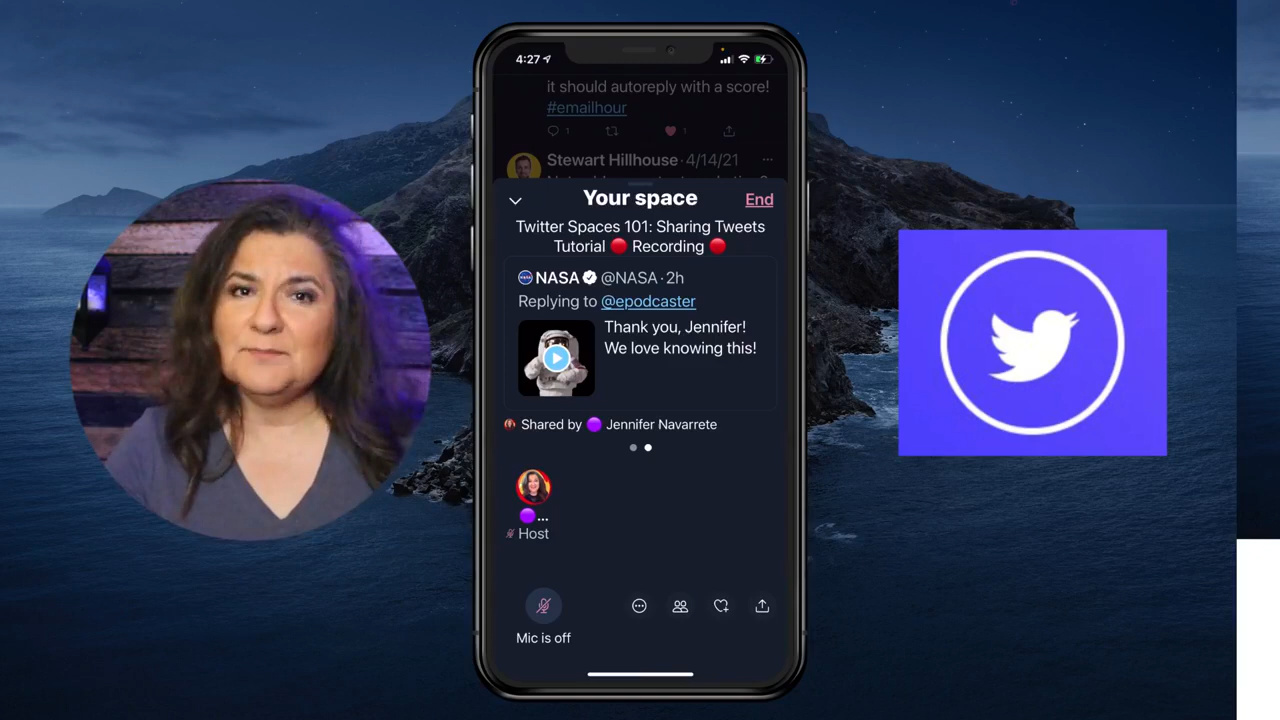 4:27
it should autoreply with a score!
#emailhour
1
1
Stewart Hillhouse · 4/14/21
Your space
End
Twitter Spaces 101: Sharing Tweets
Tutorial 🔴 Recording 🔴
NASA @NASA · 2h
Replying to @epodcaster
Thank you, Jennifer!
We love knowing this!
Shared by 🟣 Jennifer Navarrete
🟣...
Host
Mic is off